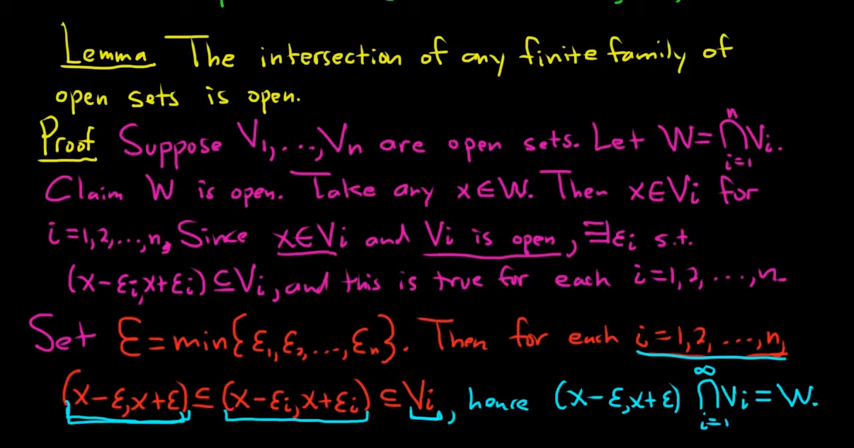 Lemma The intersection of any finite family of
open sets is open.
Proof Suppose V₁,...,Vn are open sets. Let W = ⋂ⁿᵢ₌₁ Vi.
Claim W is open. Take any x ∈ W. Then x ∈ Vi for
i=1,2,...,n, Since x∈Vi and Vi is open, ∃εi s.t.
(x-εi,x+εi) ⊆ Vi, and this is true for each i=1,2,...,n.
Set ε = min{ε₁,ε₂,...,εn}. Then for each i=1,2,...,n,
(x-ε,x+ε) ⊆ (x-εi,x+εi) ⊆ Vi, hence (x-ε,x+ε) ⋂^∞ᵢ₌₁ Vi = W.